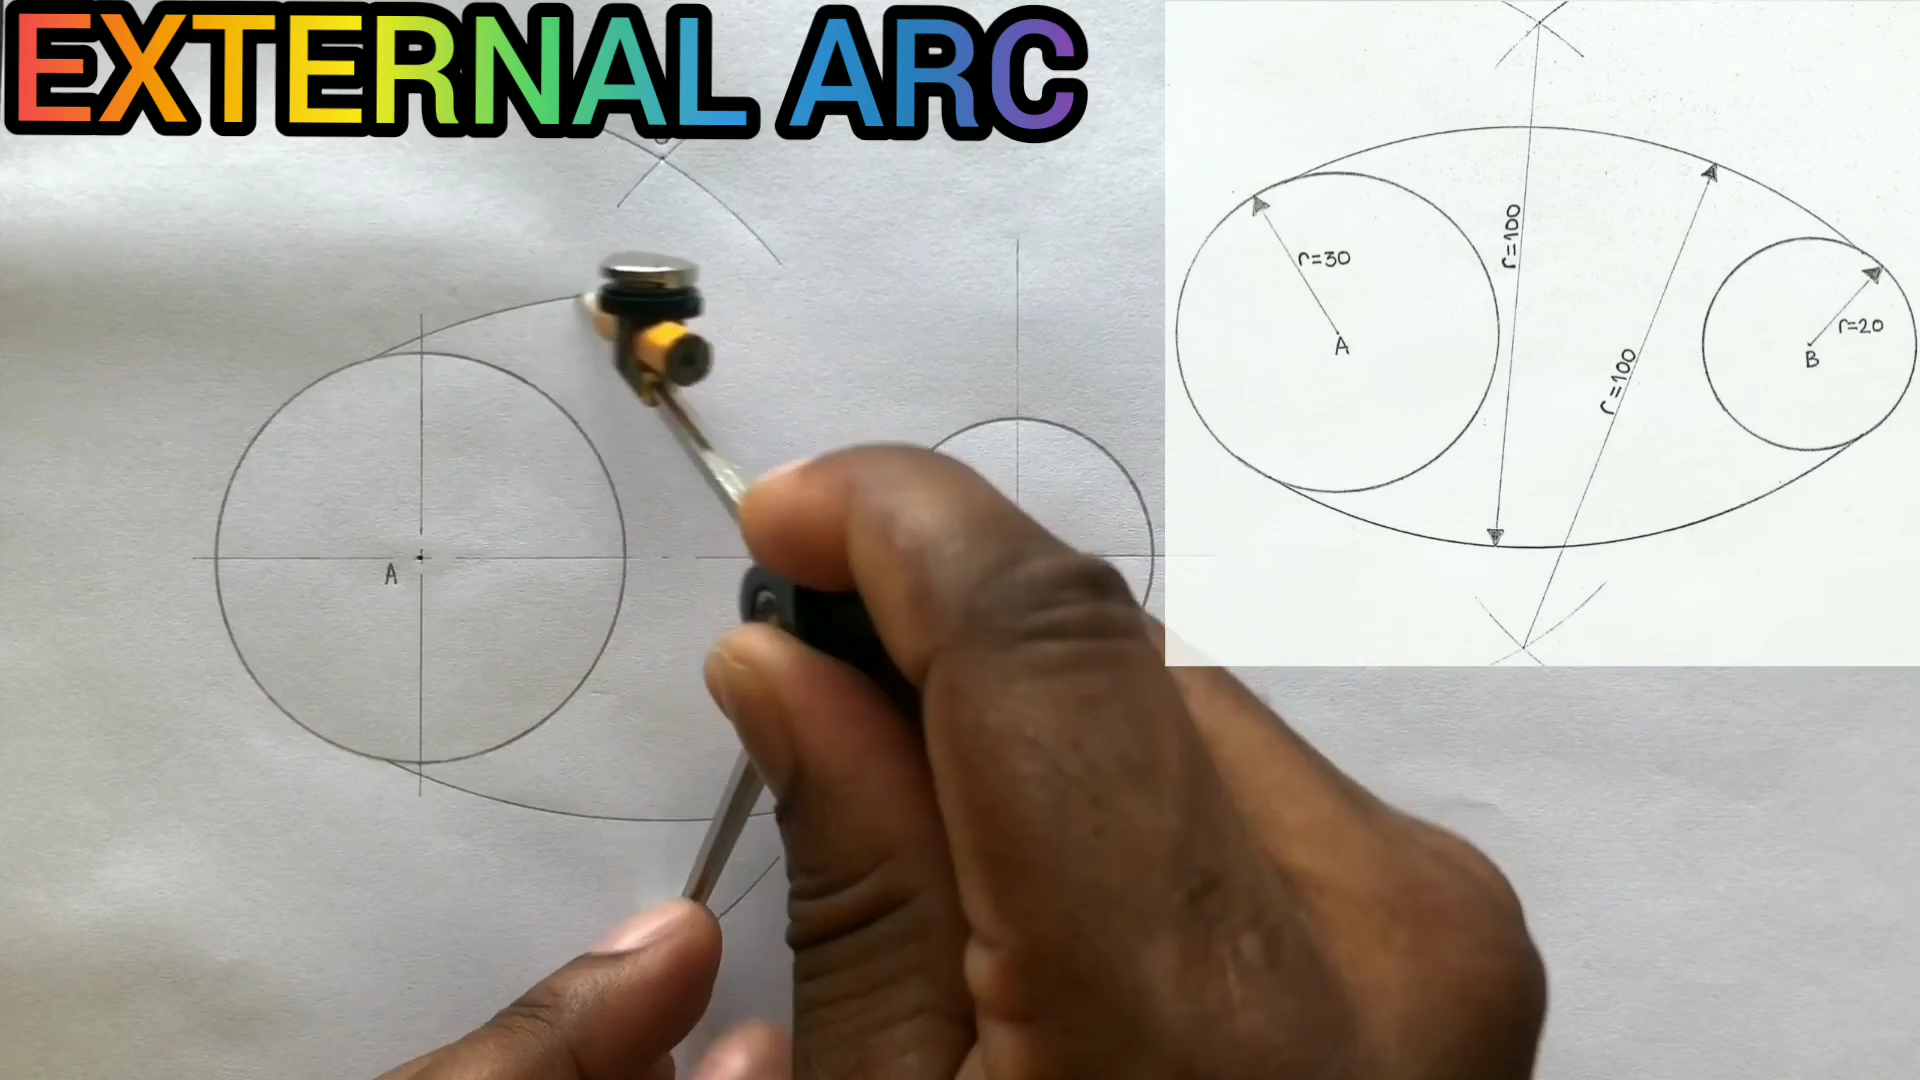 EXTERNAL ARC
r=100
r=30
r=20
r=100
A
B
A